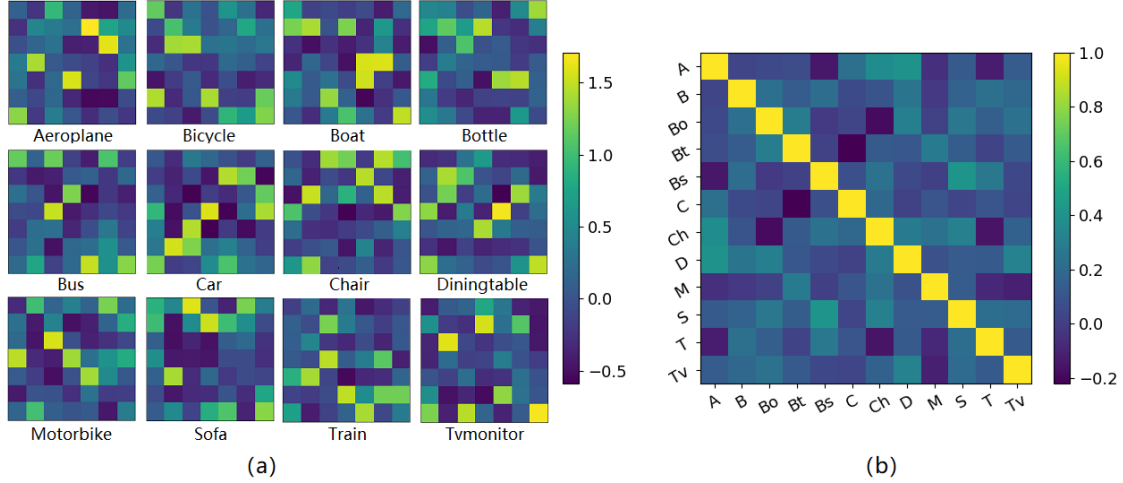 Aeroplane Bicycle Boat Bottle
Bus Car Chair Diningtable
Motorbike Sofa Train Tvmonitor
1.5
1.0
0.5
0.0
−0.5
(a)
A
B
Bo
Bt
Bs
C
Ch
D
M
S
T
Tv
A B Bo Bt Bs C Ch D M S T Tv
1.0
0.8
0.6
0.4
0.2
0.0
−0.2
(b)